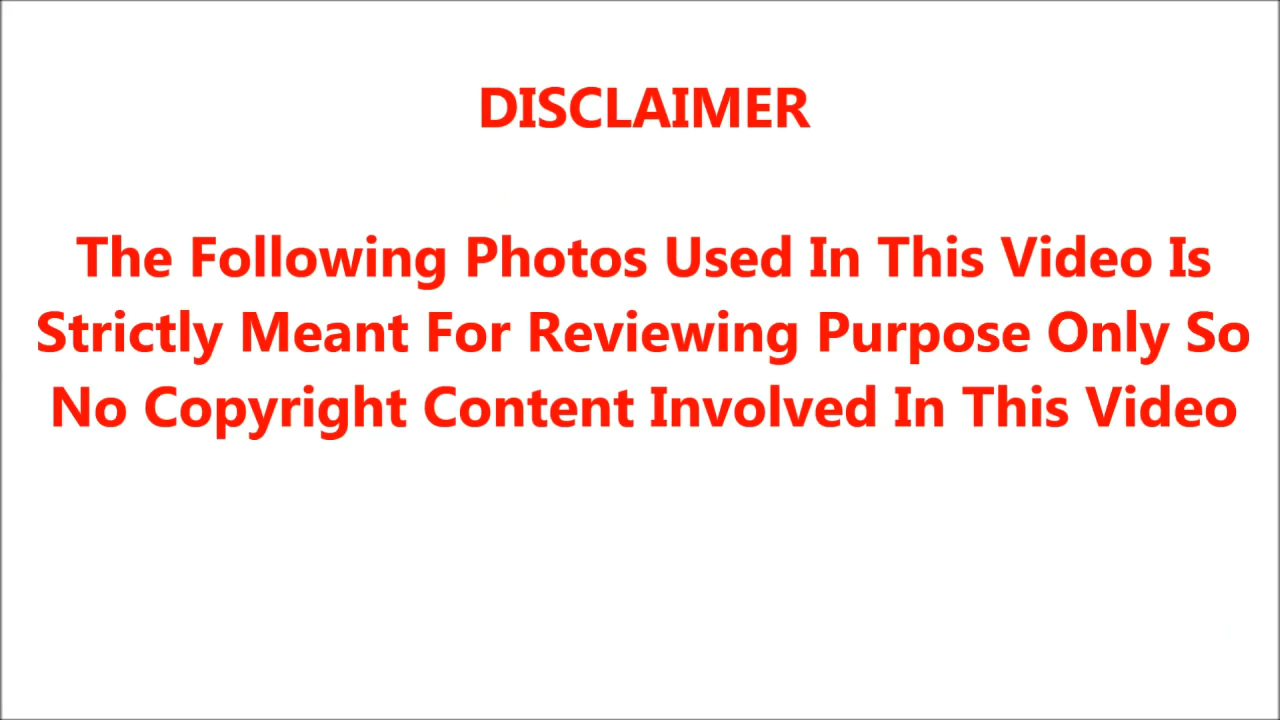 DISCLAIMER
The Following Photos Used In This Video Is
Strictly Meant For Reviewing Purpose Only So
No Copyright Content Involved In This Video